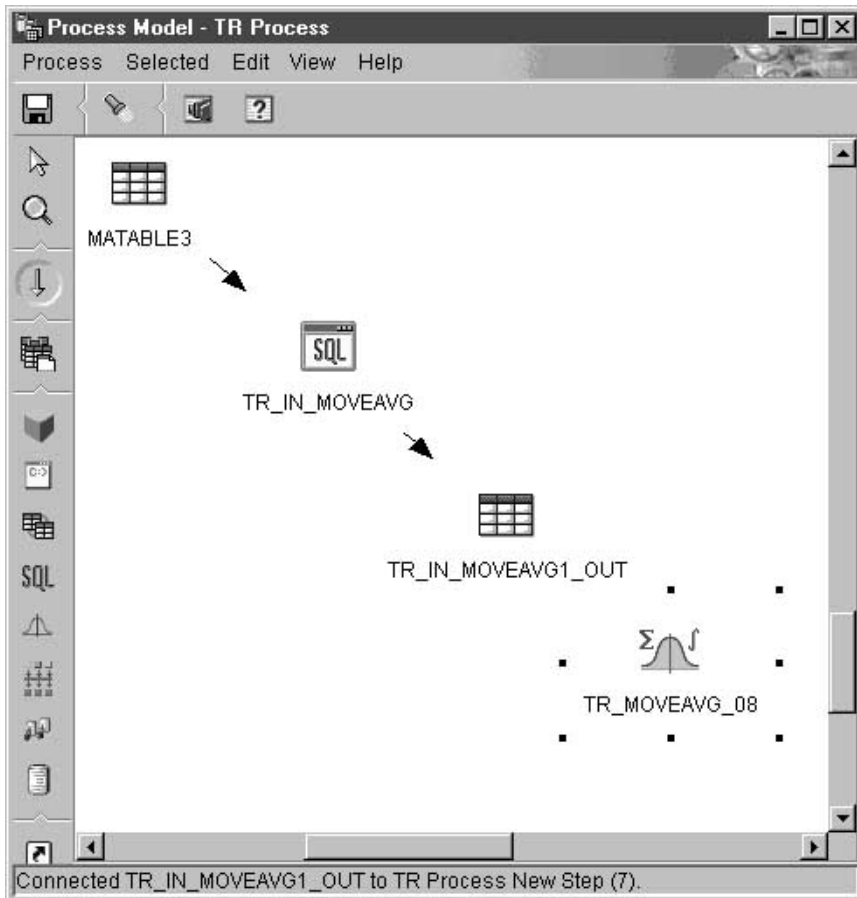 Process Model - TR Process
Process Selected Edit View Help
?
MATABLE3
SQL
TR_IN_MOVEAVG
TR_IN_MOVEAVG1_OUT
SQL
Σ ∫
TR_MOVEAVG_08
Connected TR_IN_MOVEAVG1_OUT to TR Process New Step (7).